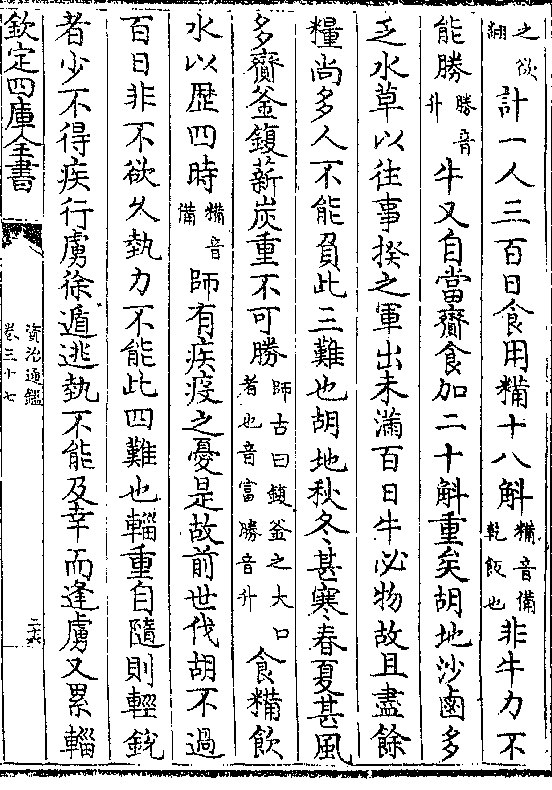 之欲翻計一人三百日食用糒十八斛糒音備乾飯也非牛力不
能勝勝音升牛又自當齎食加二十斛重矣胡地沙鹵多
乏水草以往事揆之軍出未滿百日牛必物故且盡餘
糧尚多人不能負此三難也胡地秋冬甚寒春夏甚風
多齎釜鍑薪炭重不可勝師古曰鍑釜之大口者也音富勝音升食糒飲
水以歴四時糒音備師有疾疫之憂是故前世伐胡不過
百日非不欲久埶力不能此四難也輜重自隨則輕銳
者少不得疾行虜徐遁逃埶不能及幸而逢虜又累輜
欽定四庫全書
資治通鑑
卷三十七
二六